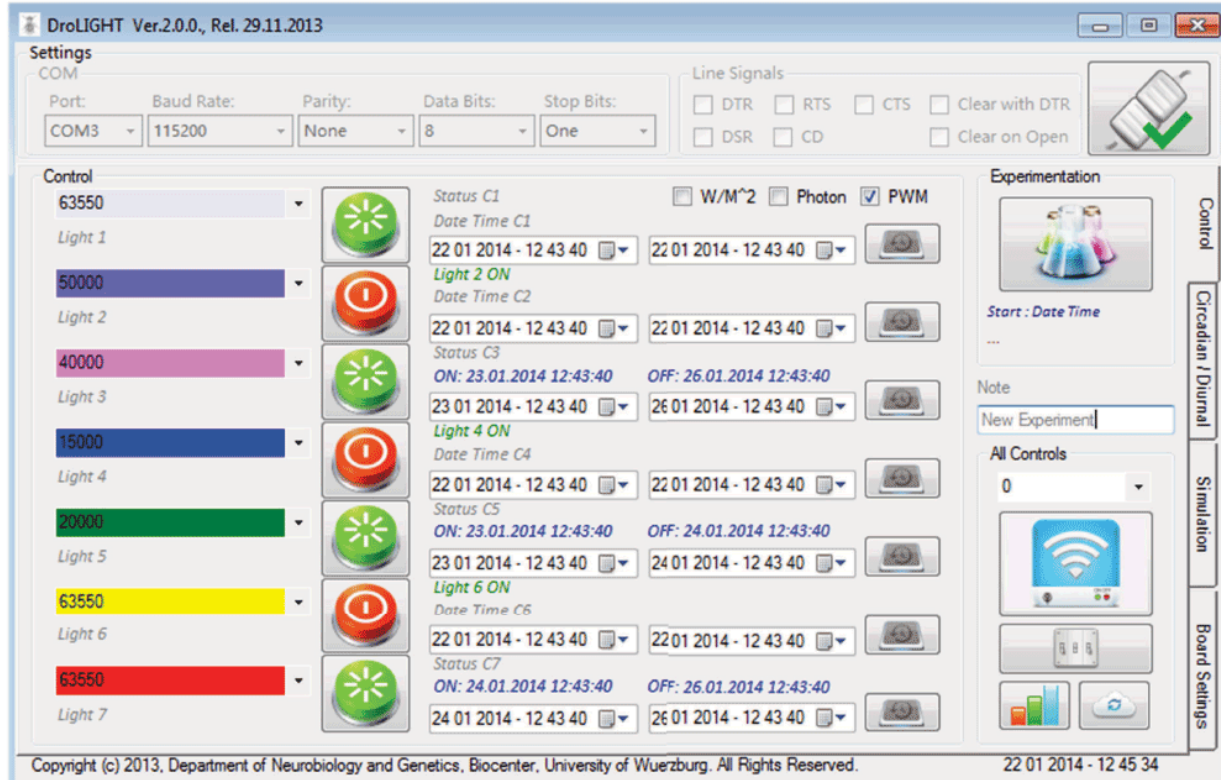 DroLIGHT Ver.2.0.0., Rel. 29.11.2013
Settings
COM
Port: Baud Rate: Parity: Data Bits: Stop Bits:
COM3 115200 None 8 One
Line Signals
DTR RTS CTS Clear with DTR
DSR CD Clear on Open
Control
63550
Light 1
50000
Light 2
40000
Light 3
15000
Light 4
20000
Light 5
63550
Light 6
63550
Light 7
Status C1 W/M^2 Photon PWM
Date Time C1
22 01 2014 - 12 43 40 22 01 2014 - 12 43 40
Light 2 ON
Date Time C2
22 01 2014 - 12 43 40 22 01 2014 - 12 43 40
Status C3
ON: 23.01.2014 12:43:40 OFF: 26.01.2014 12:43:40
23 01 2014 - 12 43 40 26 01 2014 - 12 43 40
Light 4 ON
Date Time C4
22 01 2014 - 12 43 40 22 01 2014 - 12 43 40
Status C5
ON: 23.01.2014 12:43:40 OFF: 24.01.2014 12:43:40
23 01 2014 - 12 43 40 24 01 2014 - 12 43 40
Light 6 ON
Date Time C6
22 01 2014 - 12 43 40 22 01 2014 - 12 43 40
Status C7
ON: 24.01.2014 12:43:40 OFF: 26.01.2014 12:43:40
24 01 2014 - 12 43 40 26 01 2014 - 12 43 40
Experimentation
Start : Date Time
...
Note
New Experiment
All Controls
0
Control
Circadian / Diurnal
Simulation
Board Settings
Copyright (c) 2013, Department of Neurobiology and Genetics, Biocenter, University of Wuerzburg. All Rights Reserved. 22 01 2014 - 12 45 34